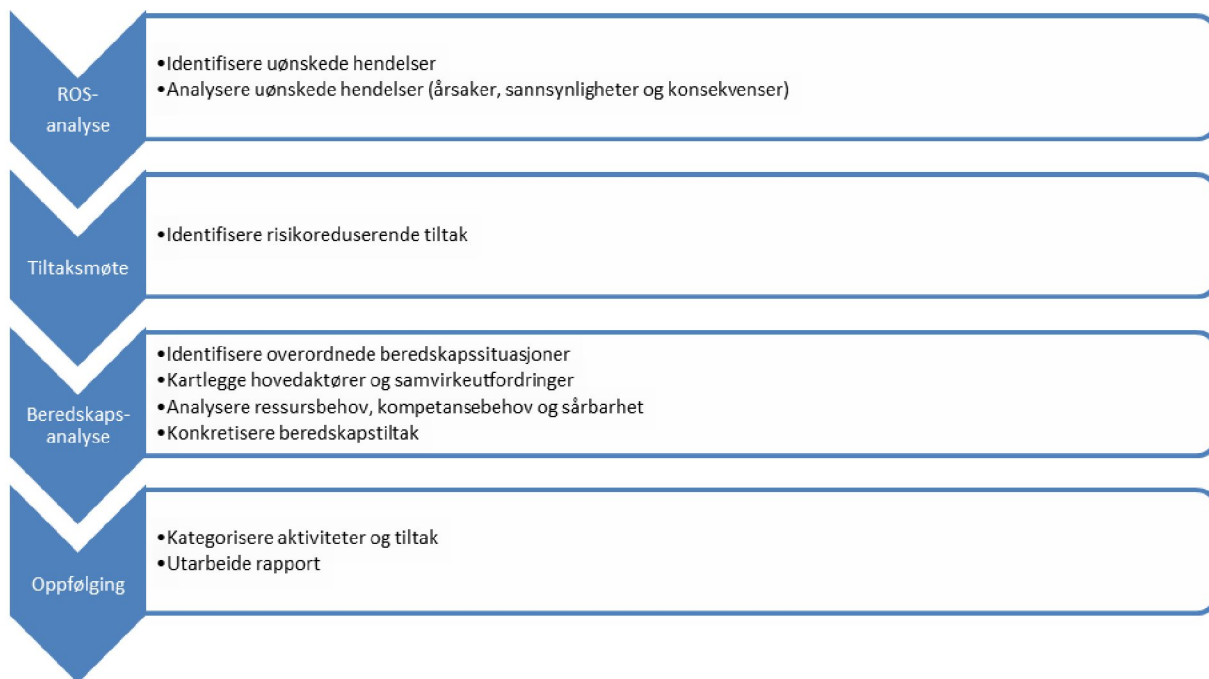 ROS-
analyse
•Identifisere uønskede hendelser
•Analysere uønskede hendelser (årsaker, sannsynligheter og konsekvenser)
Tiltaksmøte
•Identifisere risikoreduserende tiltak
Beredskaps-
analyse
•Identifisere overordnede beredskapssituasjoner
•Kartlegge hovedaktører og samvirkeutfordringer
•Analysere ressursbehov, kompetansebehov og sårbarhet
•Konkretisere beredskapstiltak
Oppfølging
•Kategorisere aktiviteter og tiltak
•Utarbeide rapport